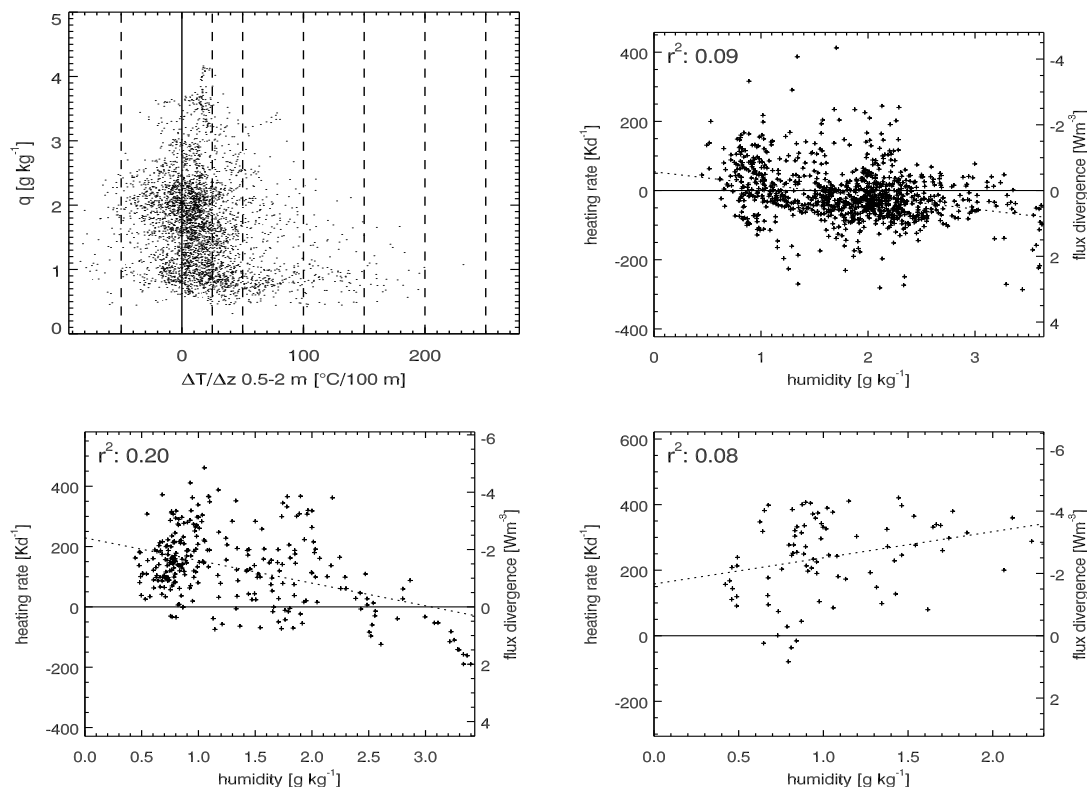 5
4
3
2
1
0
q [g kg⁻¹]
0 100 200
ΔT/Δz 0.5-2 m [°C/100 m]
r²: 0.09
400
200
0
-200
-400
heating rate [Kd⁻¹]
-4
-2
0
2
4
flux divergence [Wm⁻³]
0 1 2 3
humidity [g kg⁻¹]
r²: 0.20
400
200
0
-200
-400
heating rate [Kd⁻¹]
-6
-4
-2
0
2
4
flux divergence [Wm⁻³]
0.0 0.5 1.0 1.5 2.0 2.5 3.0
humidity [g kg⁻¹]
r²: 0.08
600
400
200
0
-200
heating rate [Kd⁻¹]
-6
-4
-2
0
2
flux divergence [Wm⁻³]
0.0 0.5 1.0 1.5 2.0
humidity [g kg⁻¹]